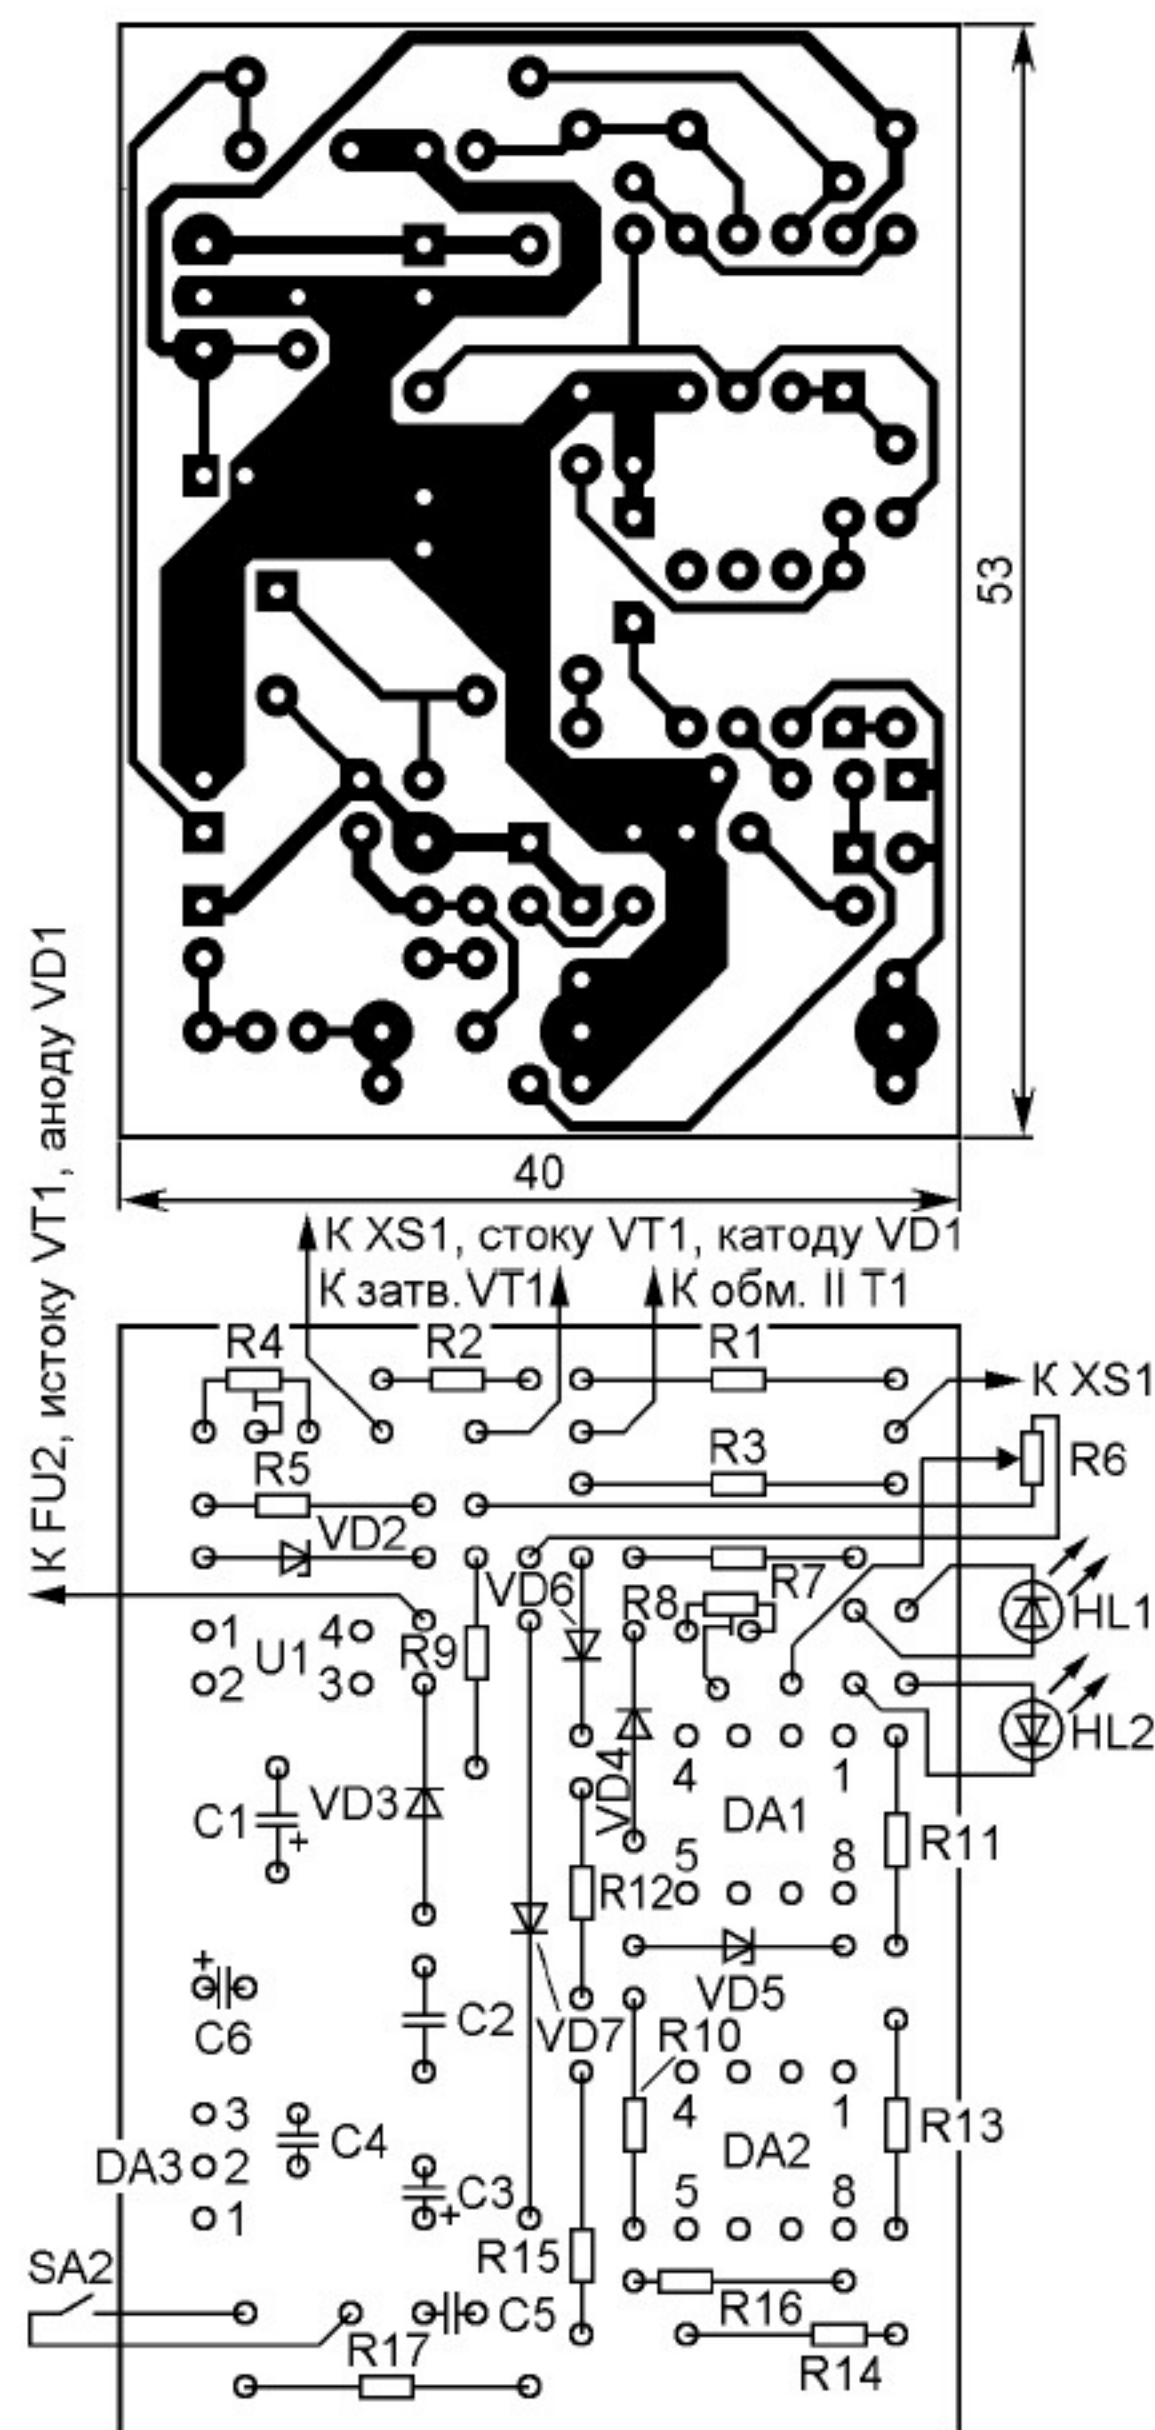 53
40
К FU2, истоку VT1, аноду VD1
К XS1, стоку VT1, катоду VD1
К затв. VT1
К обм. II T1
R4
R2
R1
К XS1
R3
R6
R5
VD2
VD6
R7
R8
HL1
1
4
U1
R9
2
3
HL2
VD4
4
1
C1
+
VD3
DA1
R11
5
8
R12
+
VD5
C6
C2
VD7
R10
3
4
1
C4
R13
DA3
2
DA2
C3
+
5
8
1
R15
SA2
C5
R16
R17
R14